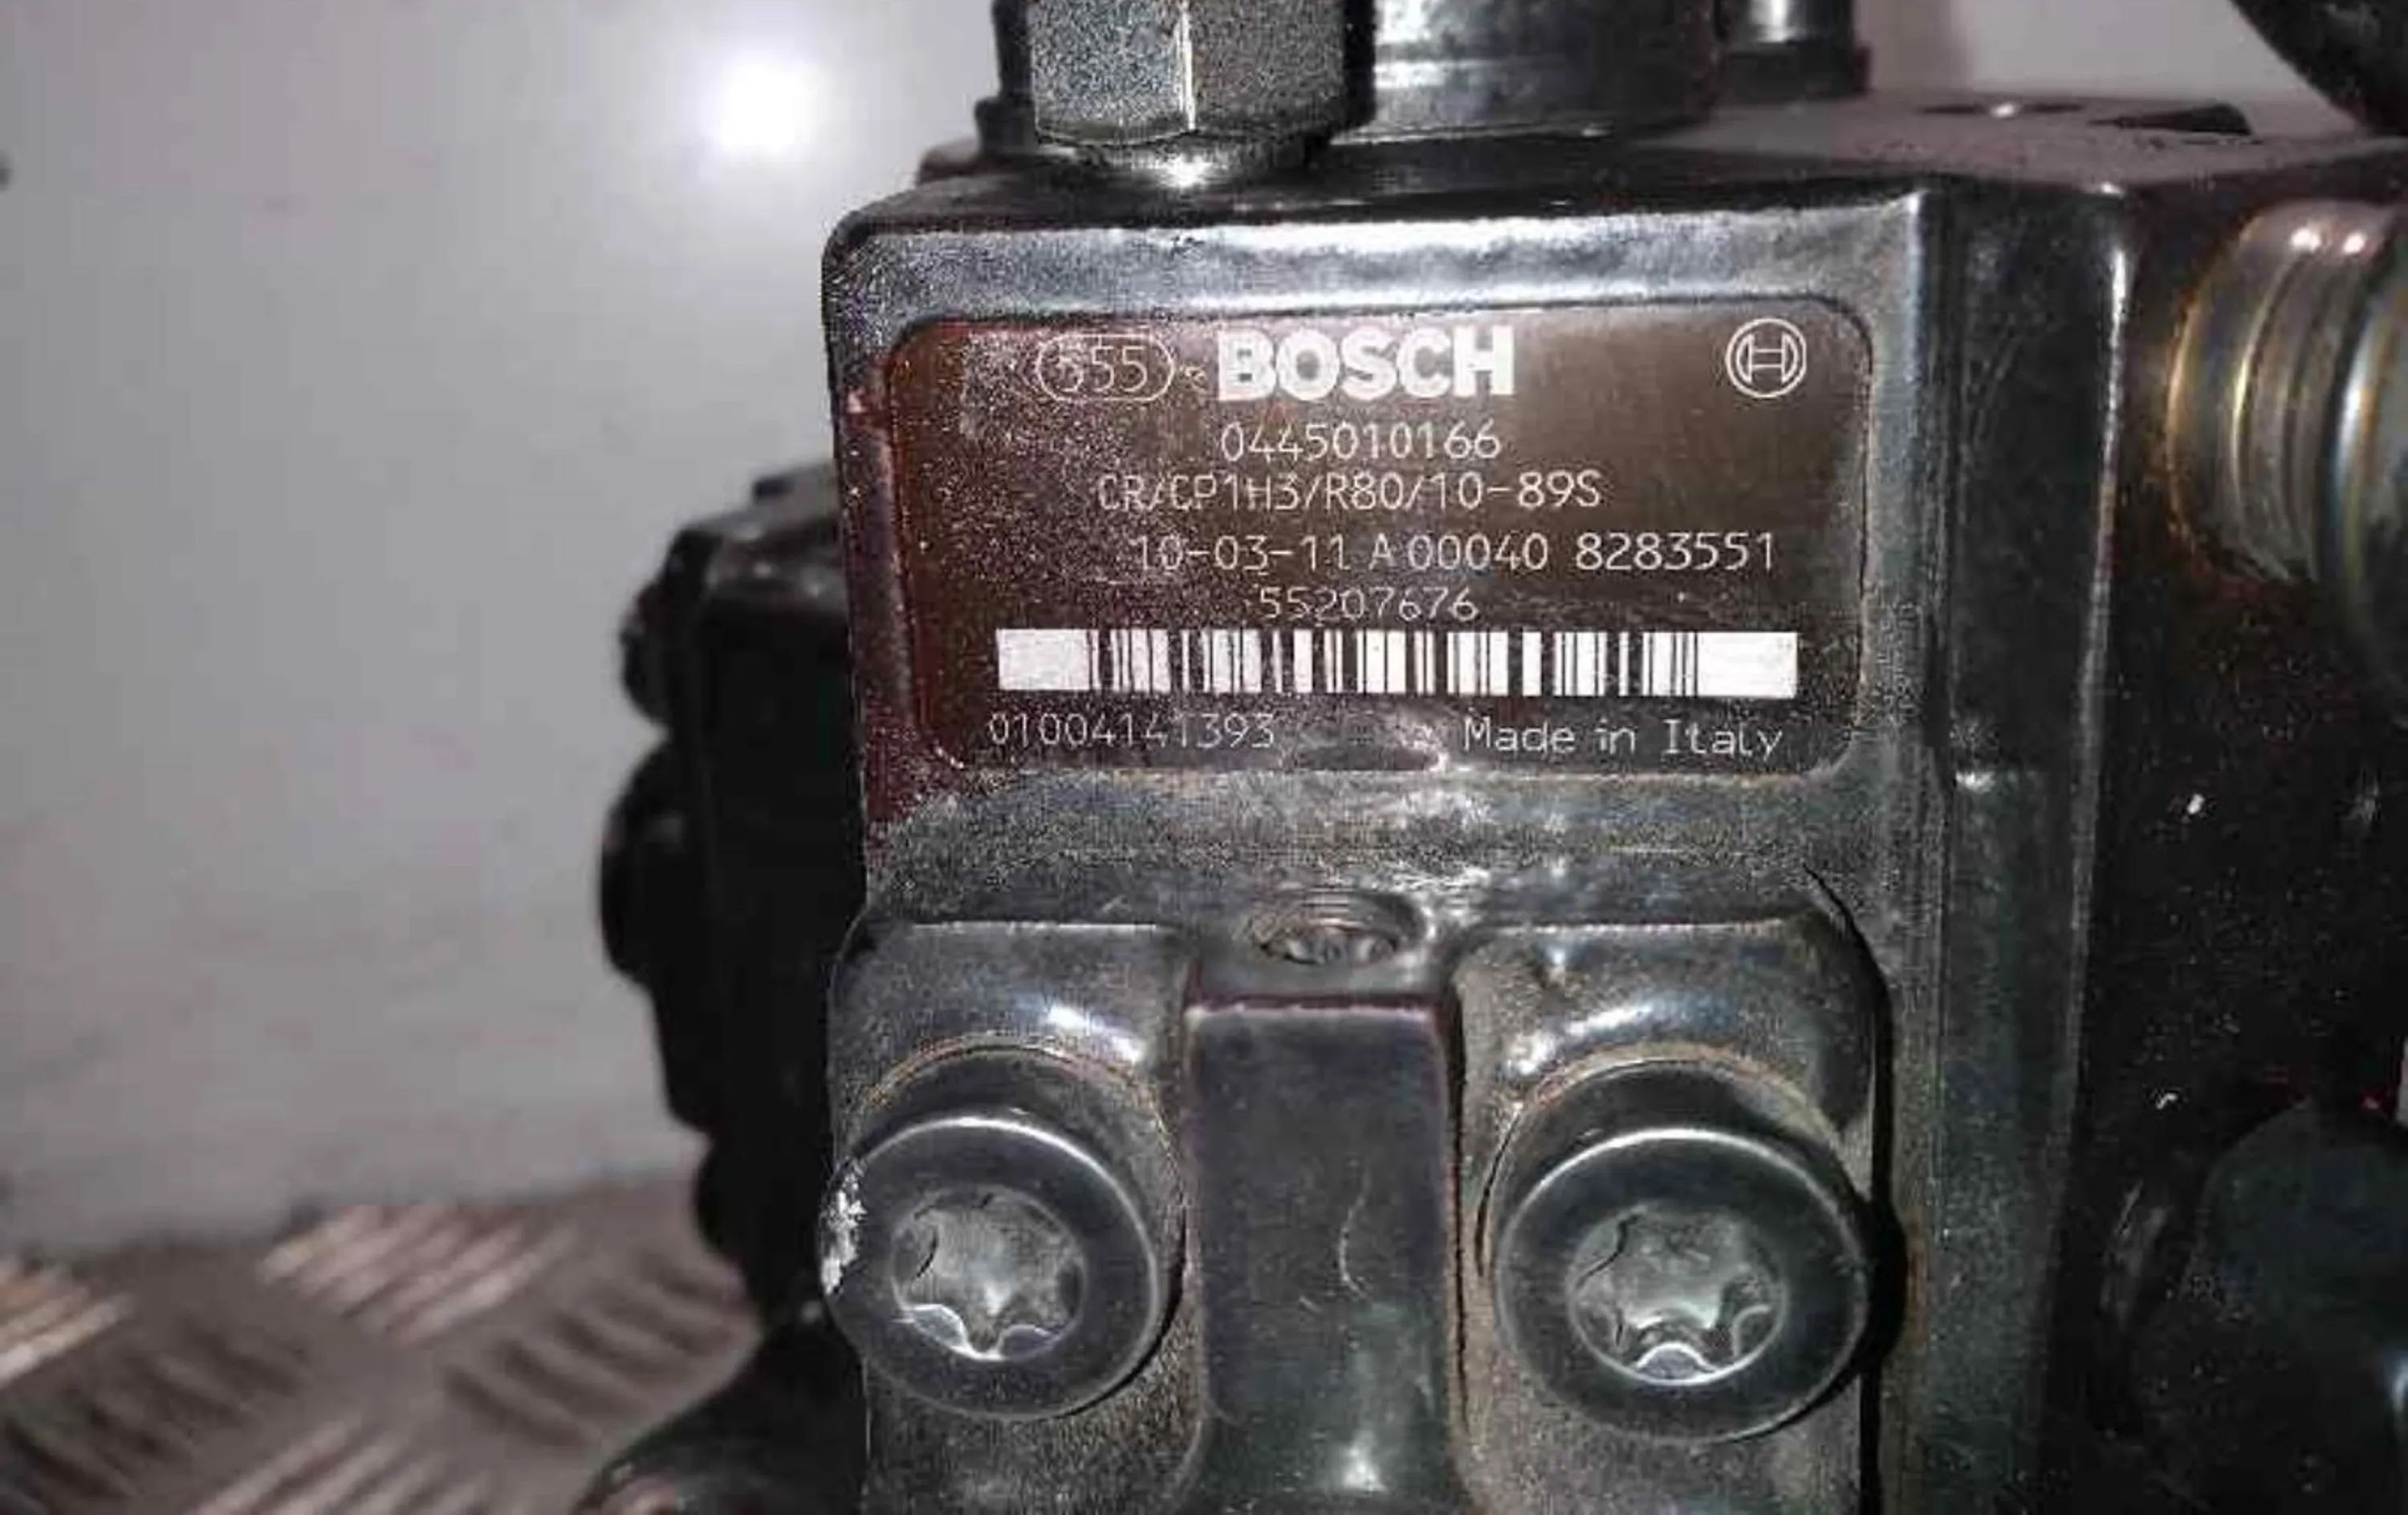 555 BOSCH
0445010166
CR/CP1H3/R80/10-89S
10-03-11 A 00040 8283551
55207676
01004141393 Made in Italy